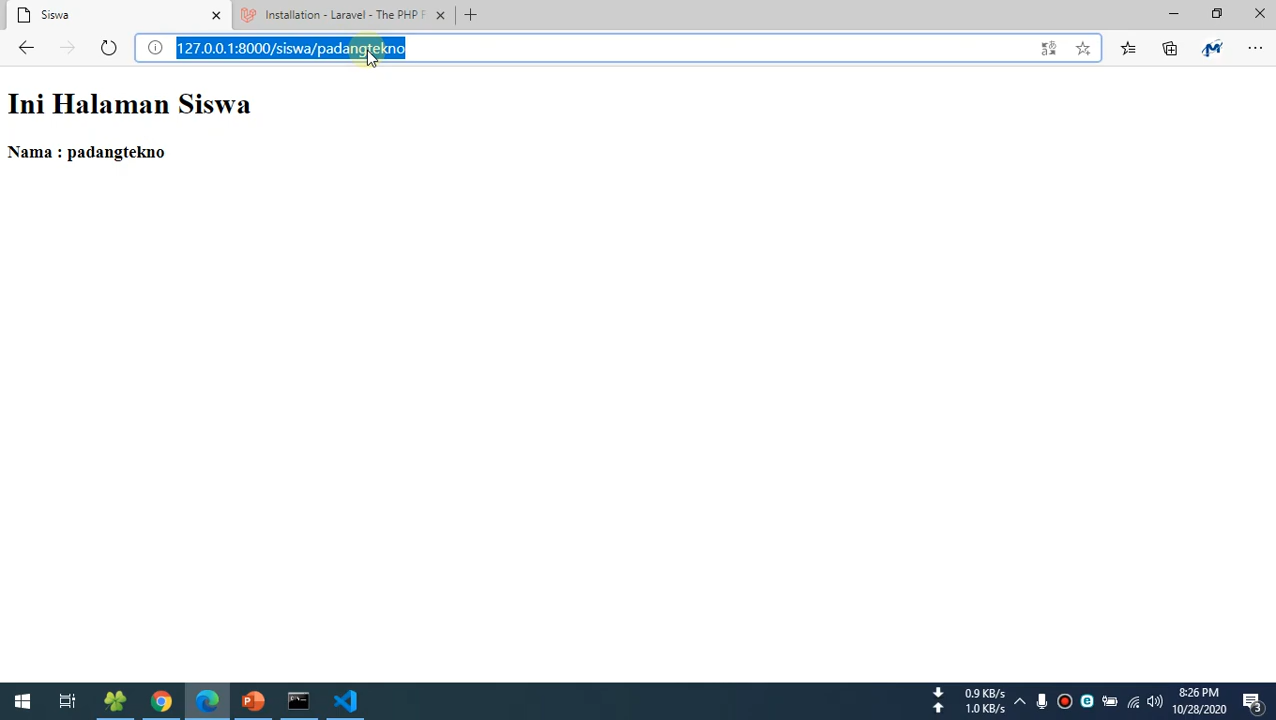 Siswa
Installation - Laravel - The PHP F
127.0.0.1:8000/siswa/padangtekno
Ini Halaman Siswa
Nama : padangtekno
0.9 KB/s
1.0 KB/s
8:26 PM
10/28/2020
3